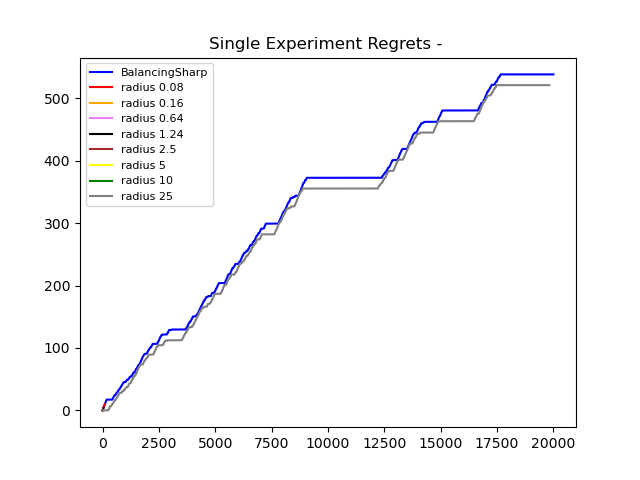 Single Experiment Regrets -
BalancingSharp
radius 0.08
radius 0.16
radius 0.64
radius 1.24
radius 2.5
radius 5
radius 10
radius 25
500
400
300
200
100
0
0 2500 5000 7500 10000 12500 15000 17500 20000